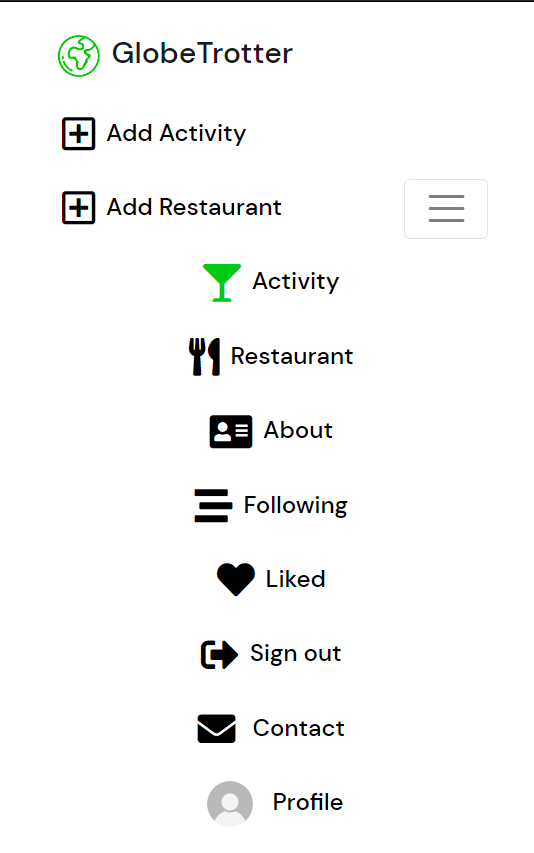 GlobeTrotter
Add Activity
Add Restaurant
Activity
Restaurant
About
Following
Liked
Sign out
Contact
Profile